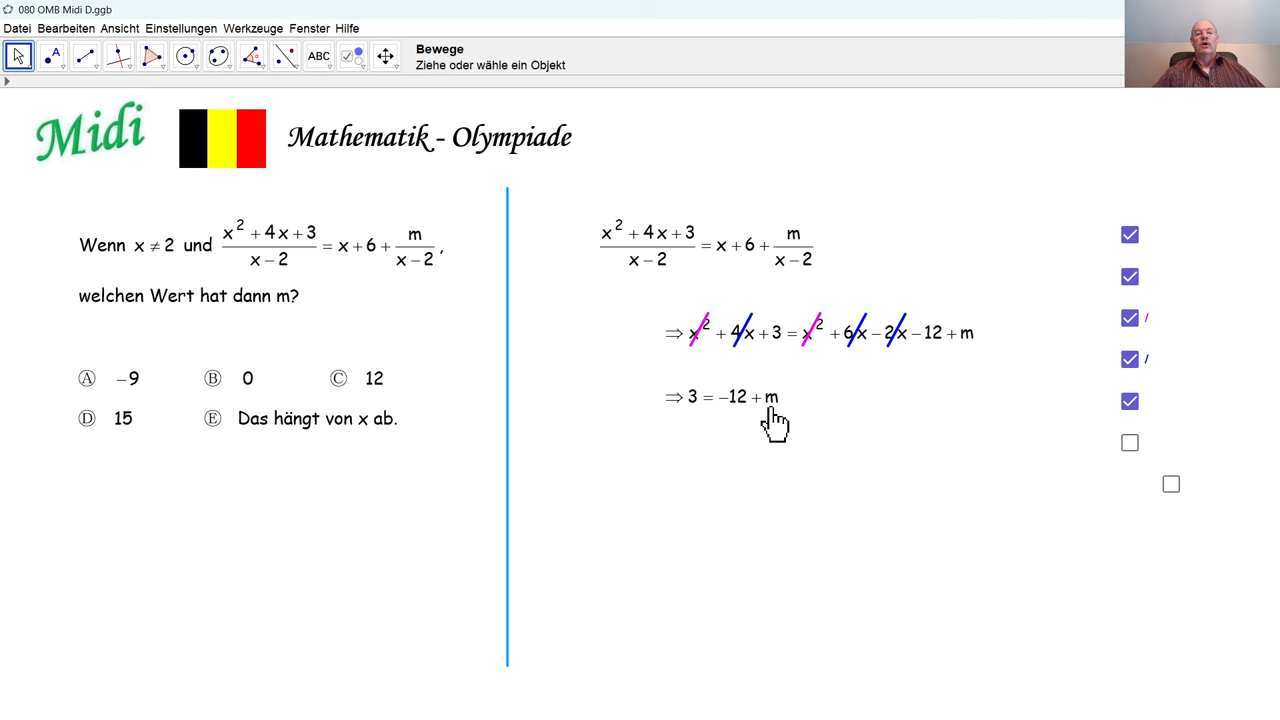 080 OMB Midi D.ggb
Datei Bearbeiten Ansicht Einstellungen Werkzeuge Fenster Hilfe
A ABC
Bewege
Ziehe oder wähle ein Objekt
Midi
Mathematik - Olympiade
Wenn x ≠ 2 und (x² + 4x + 3)/(x − 2) = x + 6 + m/(x − 2),
welchen Wert hat dann m?
Ⓐ −9 Ⓑ 0 Ⓒ 12
Ⓓ 15 Ⓔ Das hängt von x ab.
(x² + 4x + 3)/(x − 2) = x + 6 + m/(x − 2)
⇒ x² + 4x + 3 = x² + 6x − 2x − 12 + m
⇒ 3 = −12 + m